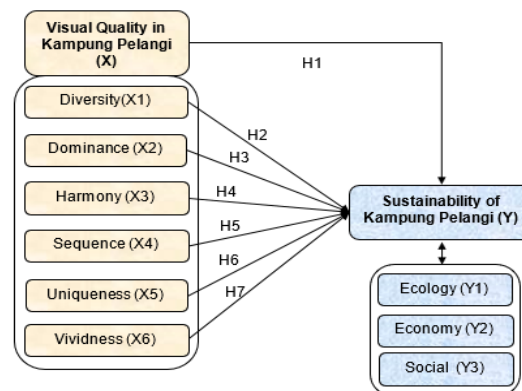 Visual Quality in
Kampung Pelangi
(X)
H1
Diversity(X1)
H2
Dominance (X2)
H3
Harmony (X3)
H4
Sequence (X4)
H5
Uniqueness (X5)
H6
Vividness (X6)
H7
Sustainability of
Kampung Pelangi (Y)
Ecology (Y1)
Economy (Y2)
Social (Y3)